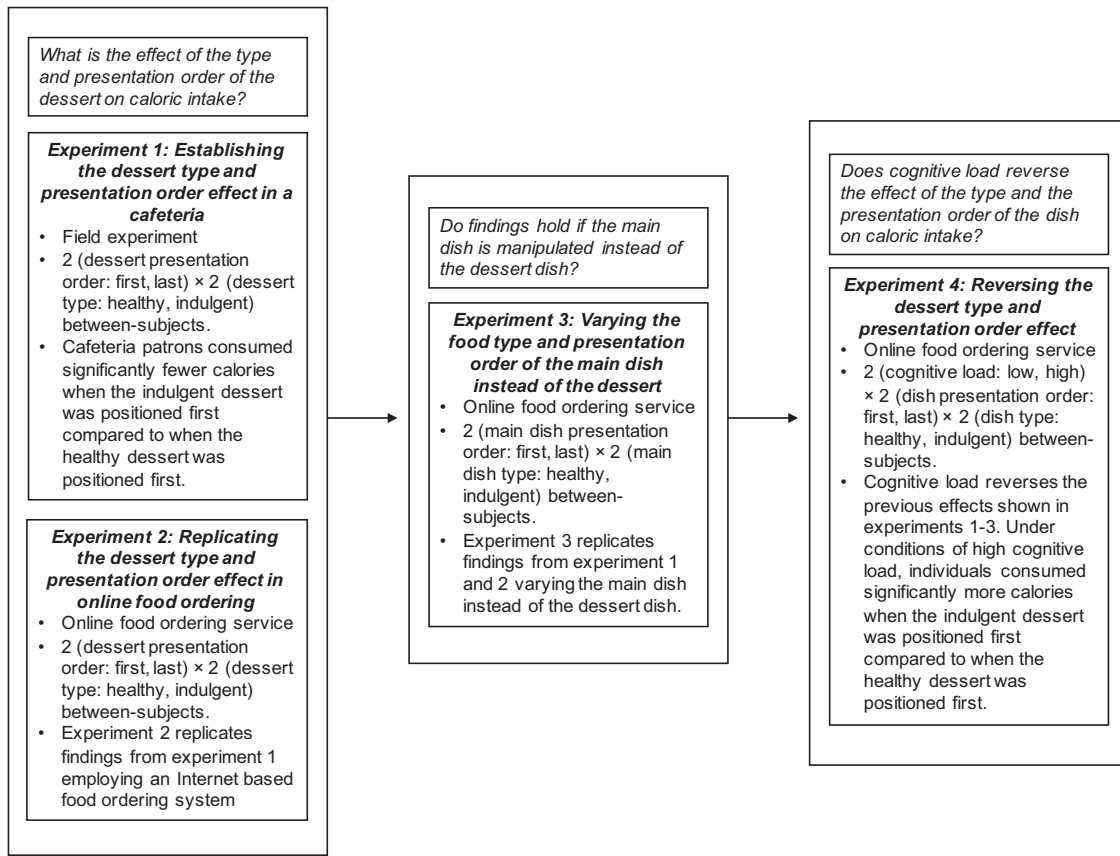 What is the effect of the type
and presentation order of the
dessert on caloric intake?
Experiment 1: Establishing
the dessert type and
presentation order effect in a
cafeteria
• Field experiment
• 2 (dessert presentation
order: first, last) × 2 (dessert
type: healthy, indulgent)
between-subjects.
• Cafeteria patrons consumed
significantly fewer calories
when the indulgent dessert
was positioned first
compared to when the
healthy dessert was
positioned first.
Experiment 2: Replicating
the dessert type and
presentation order effect in
online food ordering
• Online food ordering service
• 2 (dessert presentation
order: first, last) × 2 (dessert
type: healthy, indulgent)
between-subjects.
• Experiment 2 replicates
findings from experiment 1
employing an Internet based
food ordering system
Do findings hold if the main
dish is manipulated instead of
the dessert dish?
Experiment 3: Varying the
food type and presentation
order of the main dish
instead of the dessert
• Online food ordering service
• 2 (main dish presentation
order: first, last) × 2 (main
dish type: healthy,
indulgent) between-
subjects.
• Experiment 3 replicates
findings from experiment 1
and 2 varying the main dish
instead of the dessert dish.
Does cognitive load reverse
the effect of the type and the
presentation order of the dish
on caloric intake?
Experiment 4: Reversing the
dessert type and
presentation order effect
• Online food ordering service
• 2 (cognitive load: low, high)
× 2 (dish presentation order:
first, last) × 2 (dish type:
healthy, indulgent) between-
subjects.
• Cognitive load reverses the
previous effects shown in
experiments 1-3. Under
conditions of high cognitive
load, individuals consumed
significantly more calories
when the indulgent dessert
was positioned first
compared to when the
healthy dessert was
positioned first.